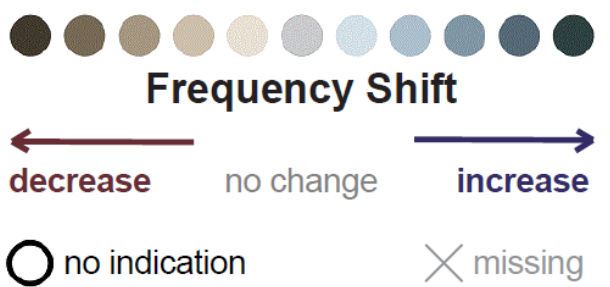 Frequency Shift
decrease no change increase
no indication missing